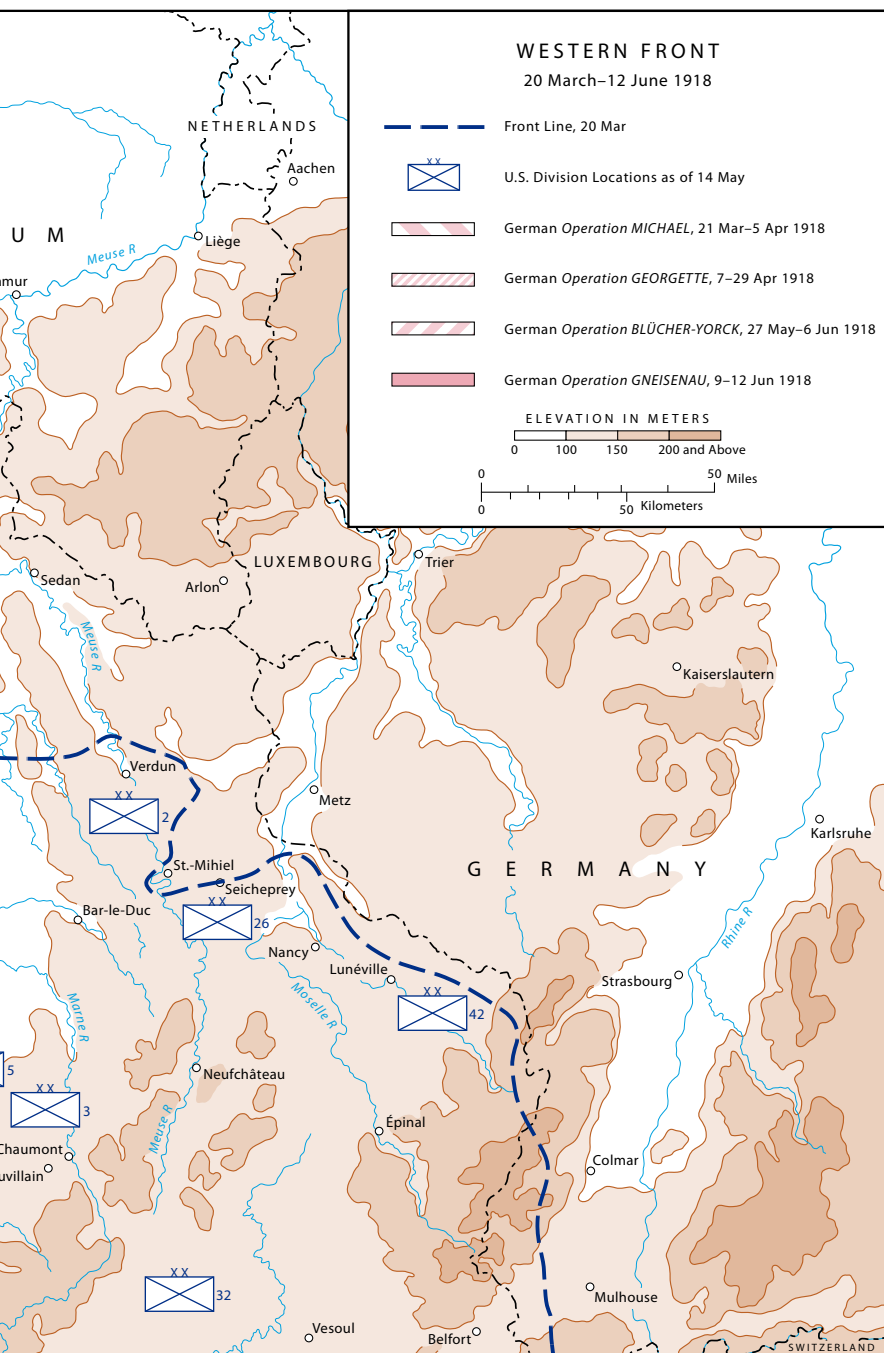 WESTERN FRONT
20 March–12 June 1918
Front Line, 20 Mar
X X
U.S. Division Locations as of 14 May
German Operation MICHAEL, 21 Mar–5 Apr 1918
German Operation GEORGETTE, 7–29 Apr 1918
German Operation BLÜCHER-YORCK, 27 May–6 Jun 1918
German Operation GNEISENAU, 9–12 Jun 1918
ELEVATION IN METERS
0 100 150 200 and Above
0 50 Miles
0 50 Kilometers
NETHERLANDS
Aachen
U M
Liège
Meuse R
mur
LUXEMBOURG
Trier
Sedan
Arlon
Meuse R
Kaiserslautern
Verdun
X X
2
Metz
Karlsruhe
St.-Mihiel
GERMANY
Seicheprey
X X
26
Bar-le-Duc
Rhine R
Nancy
Lunéville
Strasbourg
Moselle R
X X
42
Marne R
Neufchâteau
5
X X
3
Meuse R
Épinal
Chaumont
uvillain
Colmar
X X
32
Mulhouse
Vesoul
Belfort
SWITZERLAND